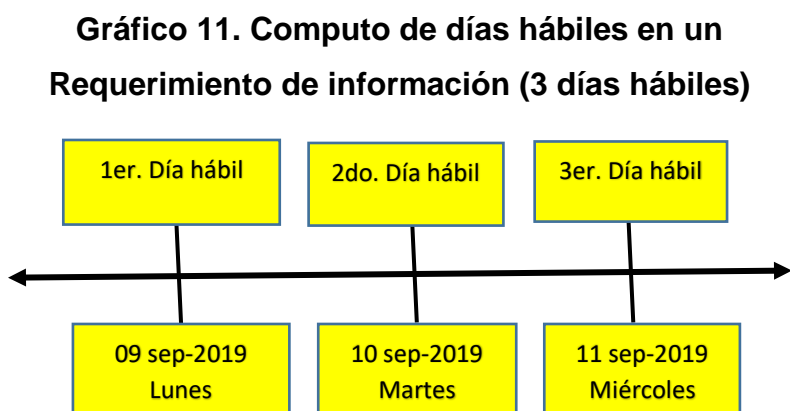 Gráfico 11. Computo de días hábiles en un
Requerimiento de información (3 días hábiles)
1er. Día hábil
2do. Día hábil
3er. Día hábil
09 sep-2019
Lunes
10 sep-2019
Martes
11 sep-2019
Miércoles